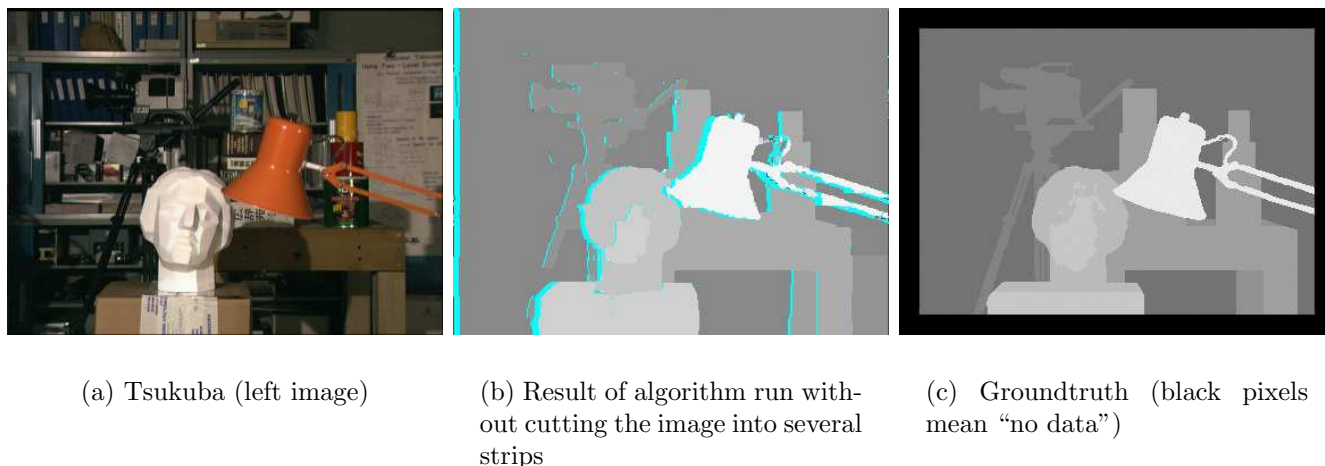 (a) Tsukuba (left image)
(b) Result of algorithm run with-
out cutting the image into several
strips
(c) Groundtruth (black pixels
mean “no data”)